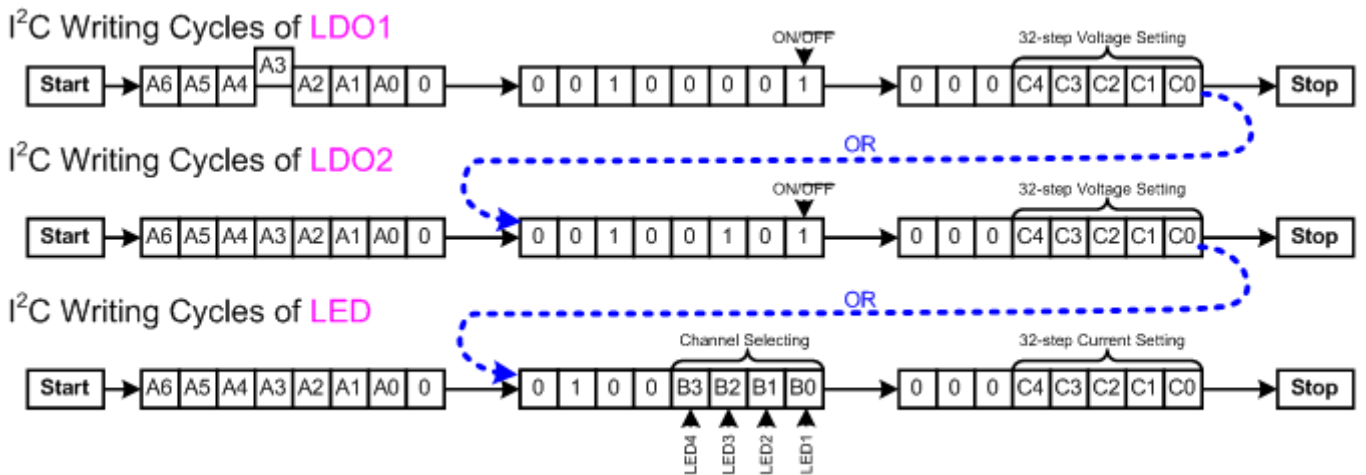 I²C Writing Cycles of LDO1
ON/OFF
32-step Voltage Setting
Start A6 A5 A4 A3 A2 A1 A0 0 0 0 1 0 0 0 0 1 0 0 0 C4 C3 C2 C1 C0 Stop
OR
I²C Writing Cycles of LDO2
ON/OFF
32-step Voltage Setting
Start A6 A5 A4 A3 A2 A1 A0 0 0 0 1 0 0 1 0 1 0 0 0 C4 C3 C2 C1 C0 Stop
OR
I²C Writing Cycles of LED
Channel Selecting
32-step Current Setting
Start A6 A5 A4 A3 A2 A1 A0 0 0 1 0 0 B3 B2 B1 B0 0 0 0 C4 C3 C2 C1 C0 Stop
LED4 LED3 LED2 LED1